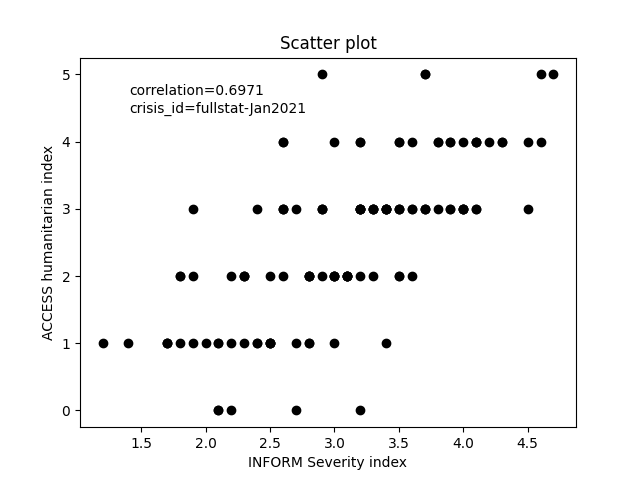 Scatter plot
correlation=0.6971
crisis_id=fullstat-Jan2021
ACCESS humanitarian index
5
4
3
2
1
0
1.5 2.0 2.5 3.0 3.5 4.0 4.5
INFORM Severity index